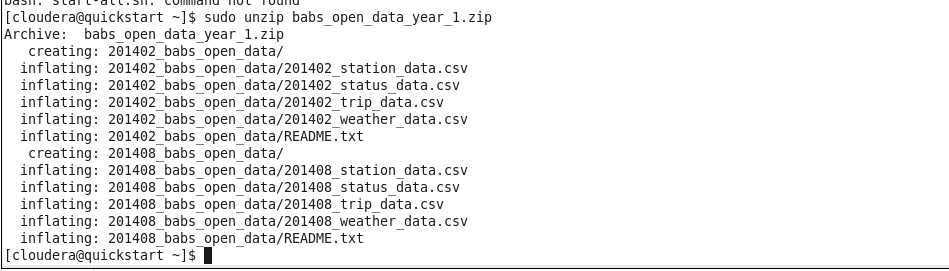 bash: start-all.sh: command not found
[cloudera@quickstart ~]$ sudo unzip babs_open_data_year_1.zip
Archive:  babs_open_data_year_1.zip
   creating: 201402_babs_open_data/
  inflating: 201402_babs_open_data/201402_station_data.csv
  inflating: 201402_babs_open_data/201402_status_data.csv
  inflating: 201402_babs_open_data/201402_trip_data.csv
  inflating: 201402_babs_open_data/201402_weather_data.csv
  inflating: 201402_babs_open_data/README.txt
   creating: 201408_babs_open_data/
  inflating: 201408_babs_open_data/201408_station_data.csv
  inflating: 201408_babs_open_data/201408_status_data.csv
  inflating: 201408_babs_open_data/201408_trip_data.csv
  inflating: 201408_babs_open_data/201408_weather_data.csv
  inflating: 201408_babs_open_data/README.txt
[cloudera@quickstart ~]$